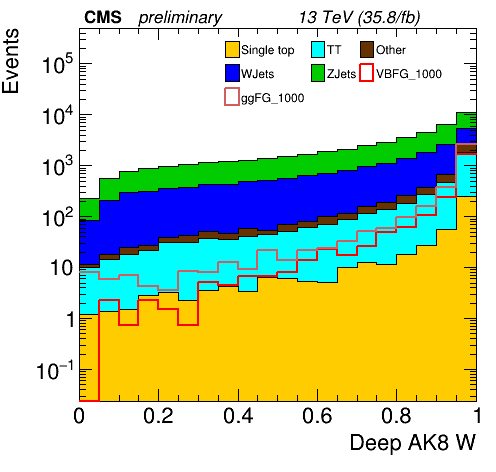 CMS preliminary 13 TeV (35.8/fb)
Events
Single top TT Other
WJets ZJets VBFG_1000
ggFG_1000
10^5
10^4
10^3
10^2
10
1
10^-1
0 0.2 0.4 0.6 0.8 1
Deep AK8 W